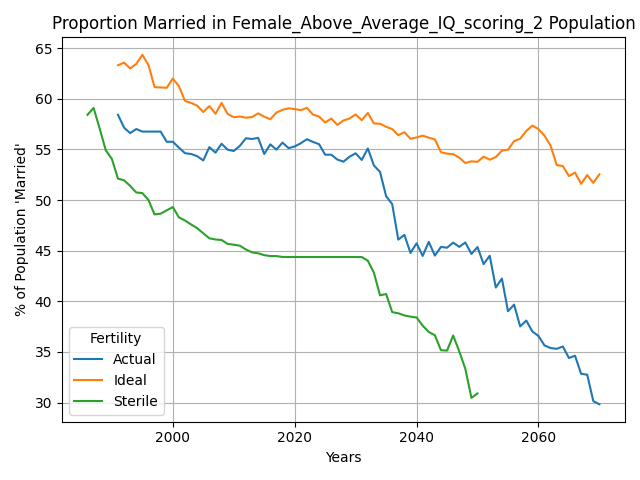 Proportion Married in Female_Above_Average_IQ_scoring_2 Population
% of Population 'Married'
65
60
55
50
45
40
35
30
Fertility
Actual
Ideal
Sterile
2000
2020
2040
2060
Years